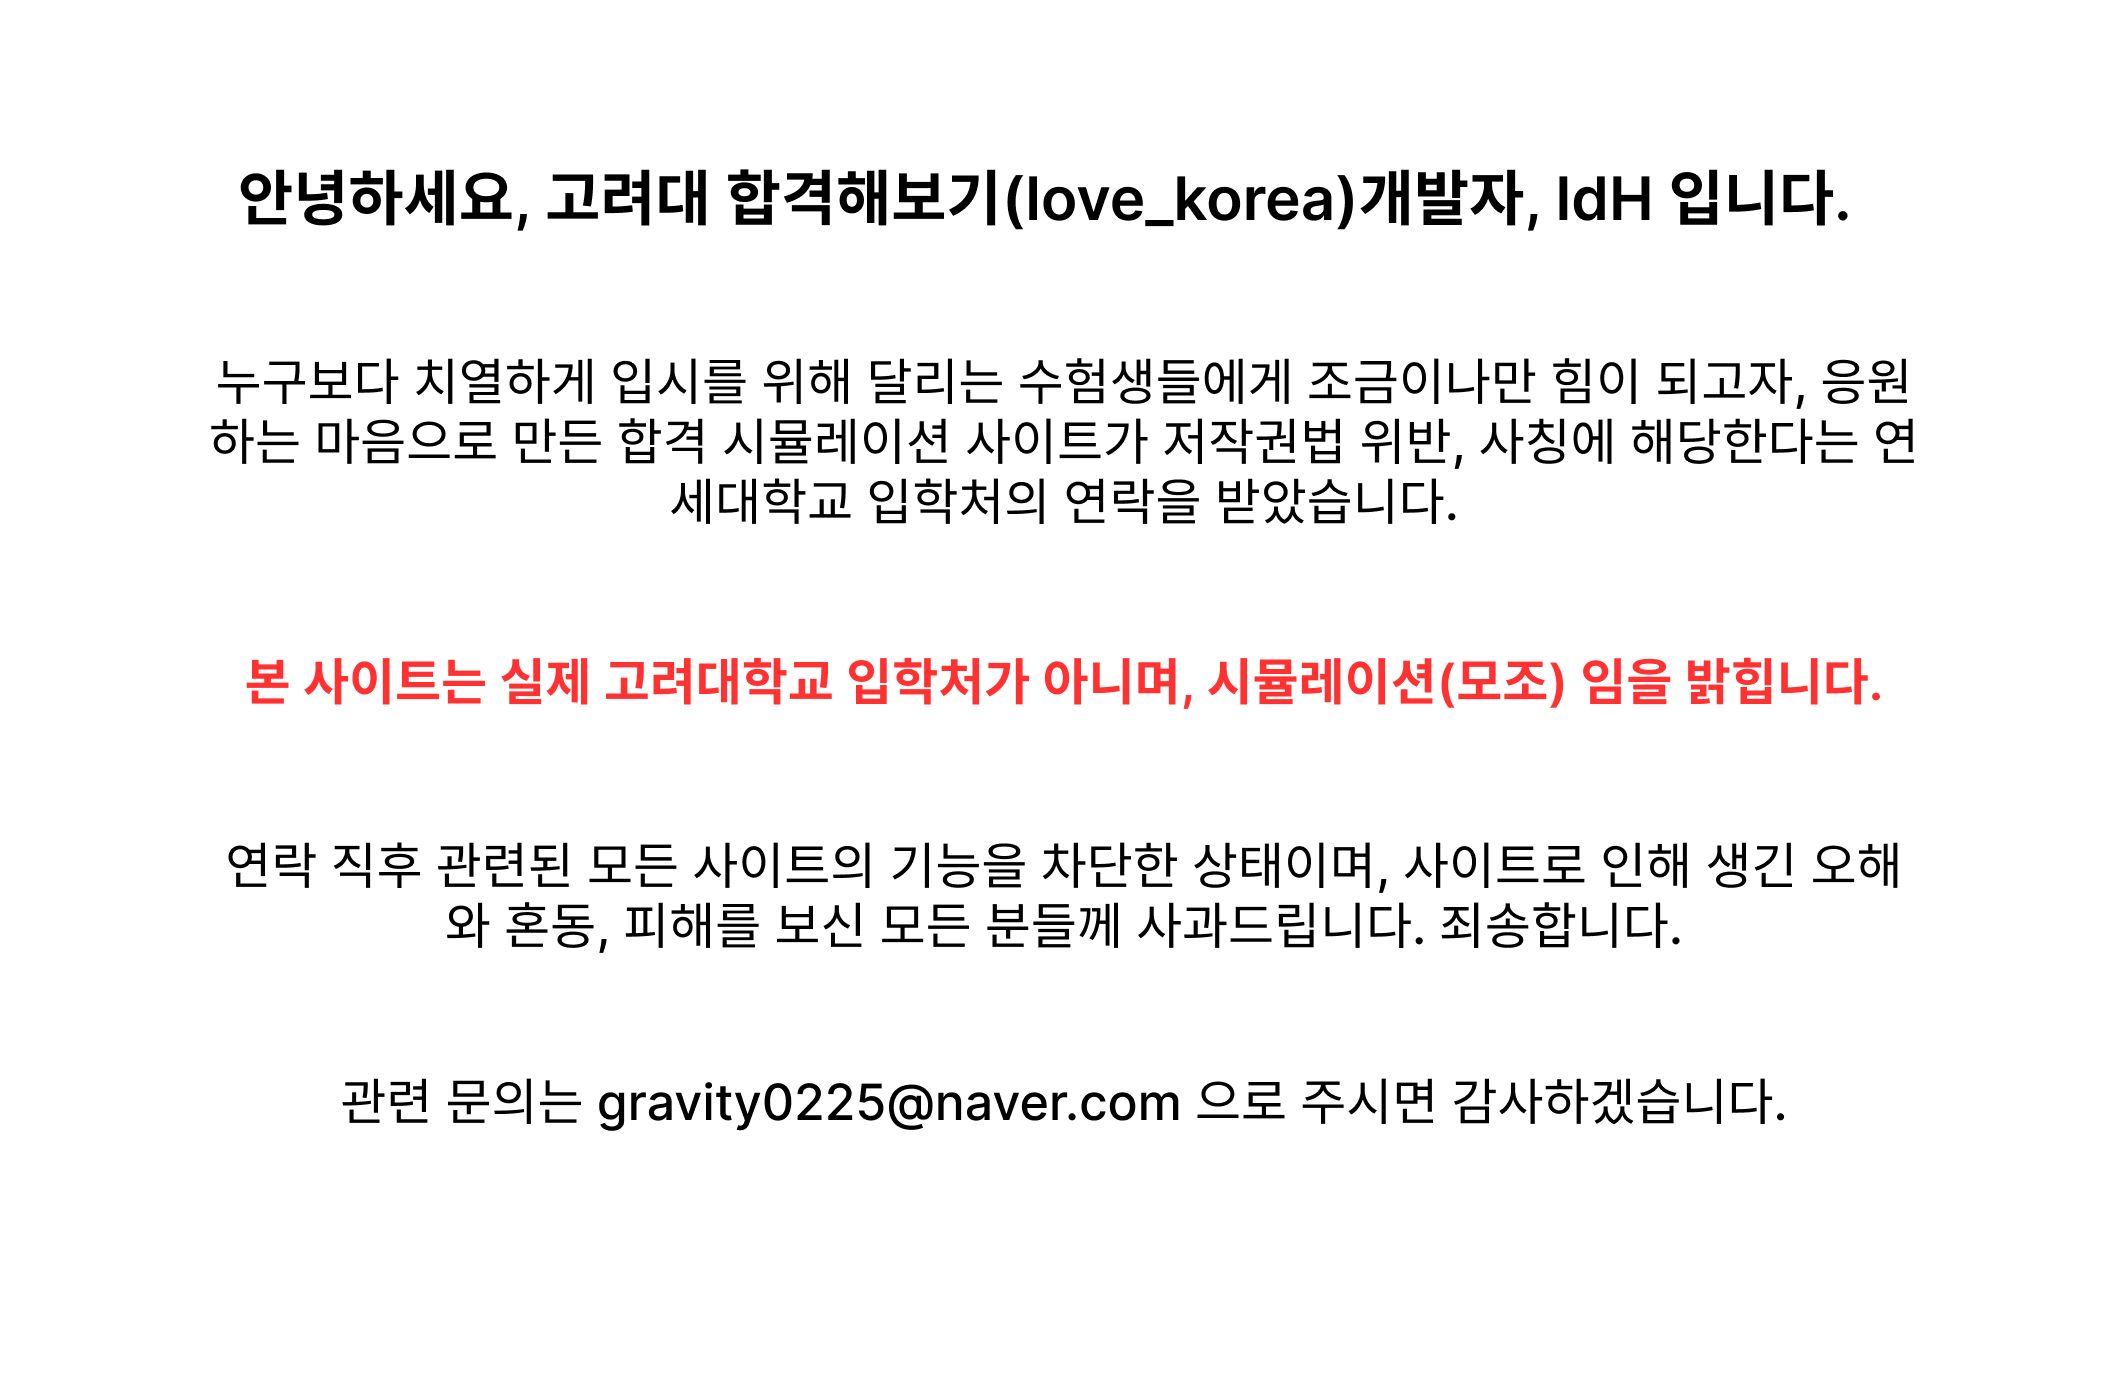 안녕하세요, 고려대 합격해보기(love_korea)개발자, ldH 입니다.
누구보다 치열하게 입시를 위해 달리는 수험생들에게 조금이나만 힘이 되고자, 응원
하는 마음으로 만든 합격 시뮬레이션 사이트가 저작권법 위반, 사칭에 해당한다는 연
세대학교 입학처의 연락을 받았습니다.
본 사이트는 실제 고려대학교 입학처가 아니며, 시뮬레이션(모조) 임을 밝힙니다.
연락 직후 관련된 모든 사이트의 기능을 차단한 상태이며, 사이트로 인해 생긴 오해
와 혼동, 피해를 보신 모든 분들께 사과드립니다. 죄송합니다.
관련 문의는 gravity0225@naver.com 으로 주시면 감사하겠습니다.